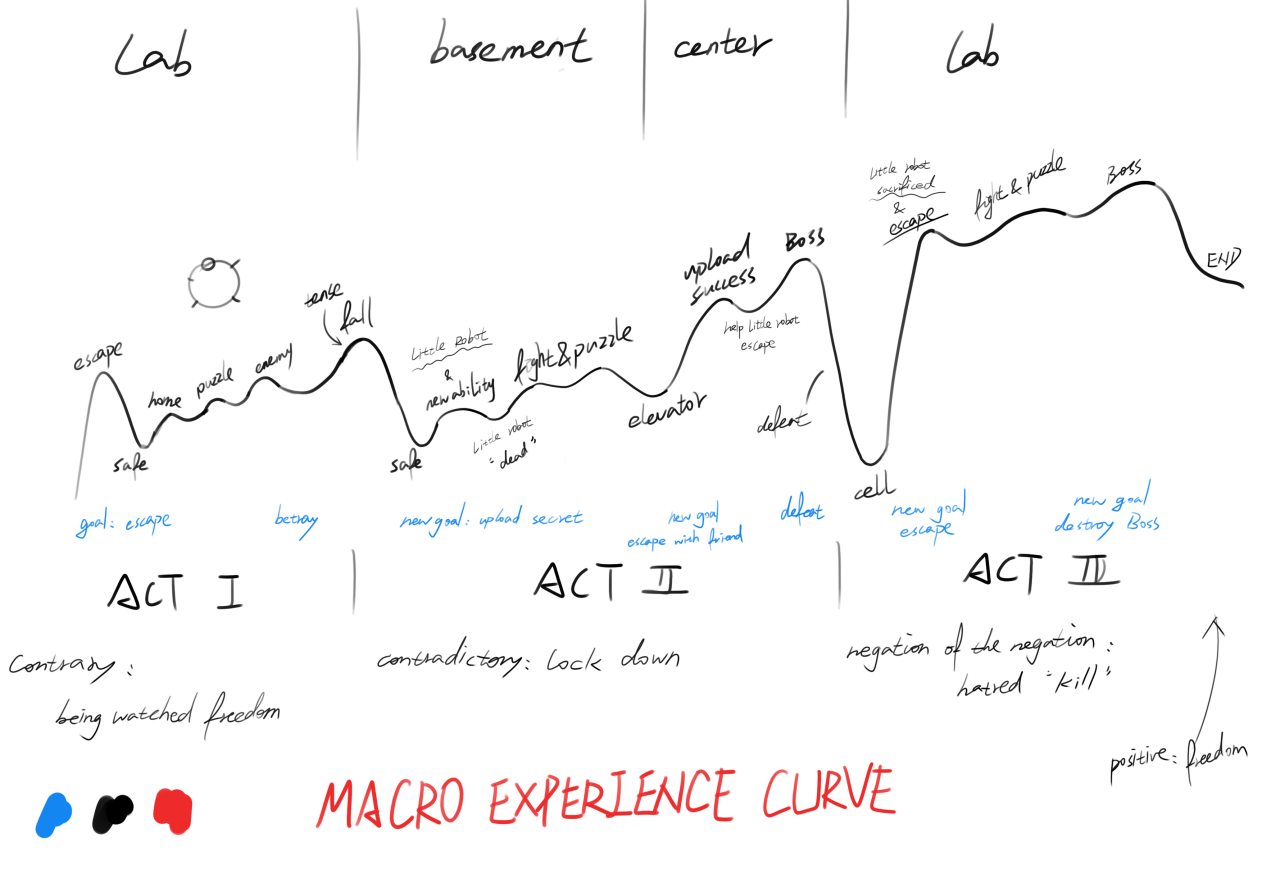 Lab
basement
center
Lab
escape
safe
home
puzzle
enemy
tense
fall
safe
Little Robot
&
new ability
Little robot
"dead"
fight & puzzle
elevator
upload
success
help Little robot
escape
Boss
defeat
cell
Little robot
sacrificed
&
escape
fight & puzzle
Boss
END
goal: escape
betray
new goal: upload secret
new goal
escape with friend
defeat
new goal
escape
new goal
destroy Boss
ACT I
ACT II
ACT III
Contrary:
being watched freedom
contradictory: Lock down
negation of the negation:
hatred "kill"
positive: freedom
MACRO EXPERIENCE CURVE